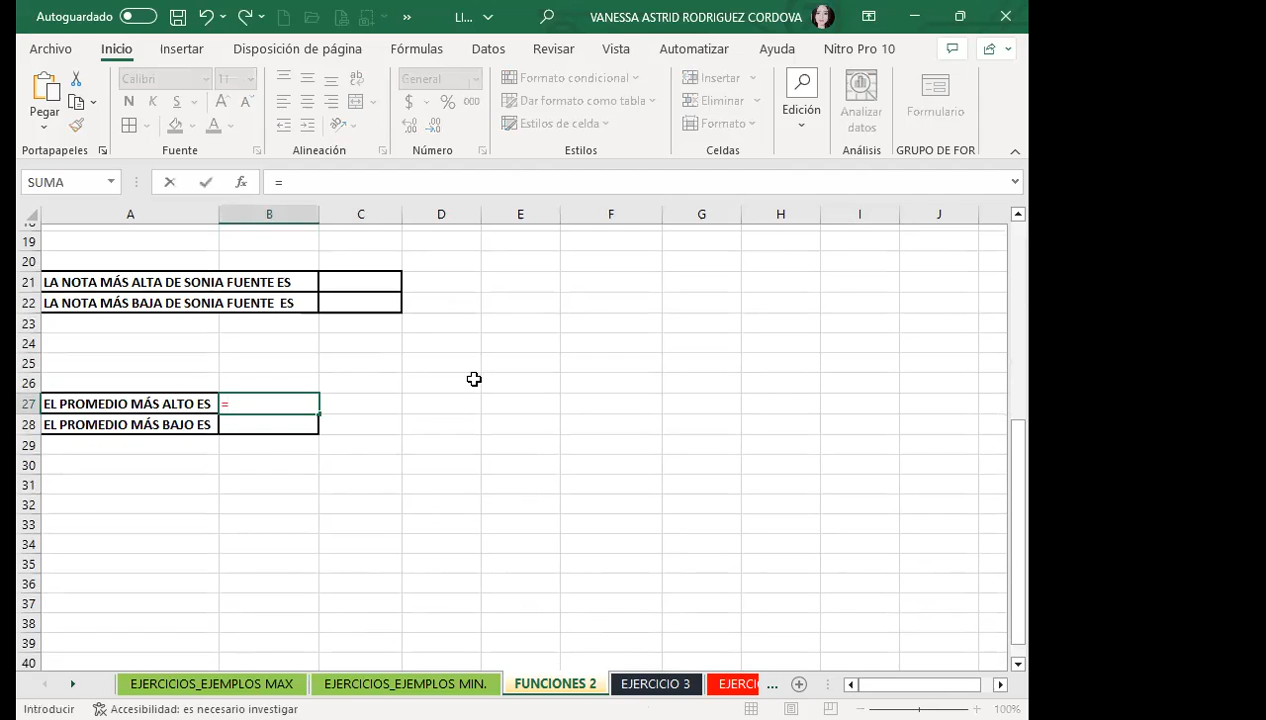 Autoguardado
LI...
VANESSA ASTRID RODRIGUEZ CORDOVA
Archivo Inicio Insertar Disposición de página Fórmulas Datos Revisar Vista Automatizar Ayuda Nitro Pro 10
Calibri 11 General Formato condicional Insertar
Dar formato como tabla Eliminar
Pegar N K S A A $ % 000 Edición Analizar datos Formulario
Estilos de celda Formato
Portapapeles Fuente Alineación Número Estilos Celdas Análisis GRUPO DE FOR
SUMA fx =
A B C D E F G H I J
18
19
20
21 LA NOTA MÁS ALTA DE SONIA FUENTE ES
22 LA NOTA MÁS BAJA DE SONIA FUENTE ES
23
24
25
26
27 EL PROMEDIO MÁS ALTO ES =
28 EL PROMEDIO MÁS BAJO ES
29
30
31
32
33
34
35
36
37
38
39
40
EJERCICIOS_EJEMPLOS MAX EJERCICIOS_EJEMPLOS MIN. FUNCIONES 2 EJERCICIO 3 EJERCI ...
Introducir Accesibilidad: es necesario investigar 100%